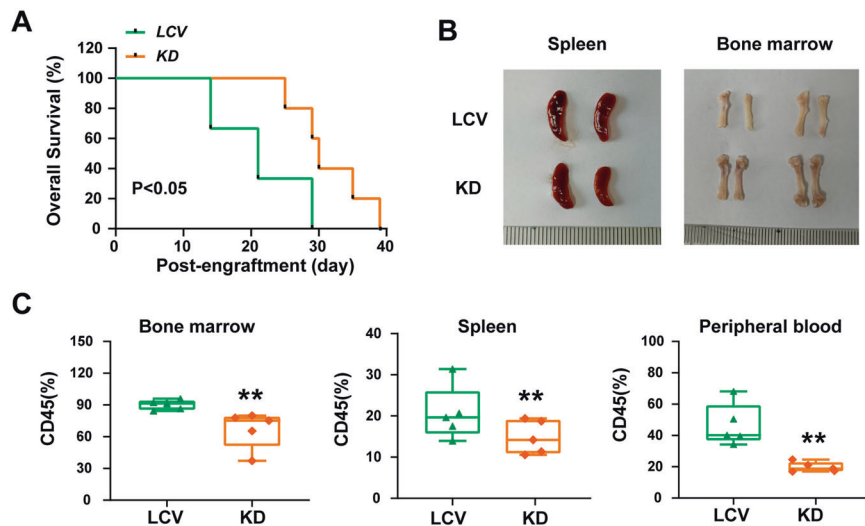 A
LCV
KD
Overall Survival (%)
120
100
80
60
40
20
0
P<0.05
0
10
20
30
40
Post-engraftment (day)
B
Spleen
Bone marrow
LCV
KD
C
Bone marrow
CD45(%)
150
120
90
60
30
0
**
LCV
KD
Spleen
CD45(%)
40
30
20
10
0
**
LCV
KD
Peripheral blood
CD45(%)
100
80
60
40
20
0
**
LCV
KD